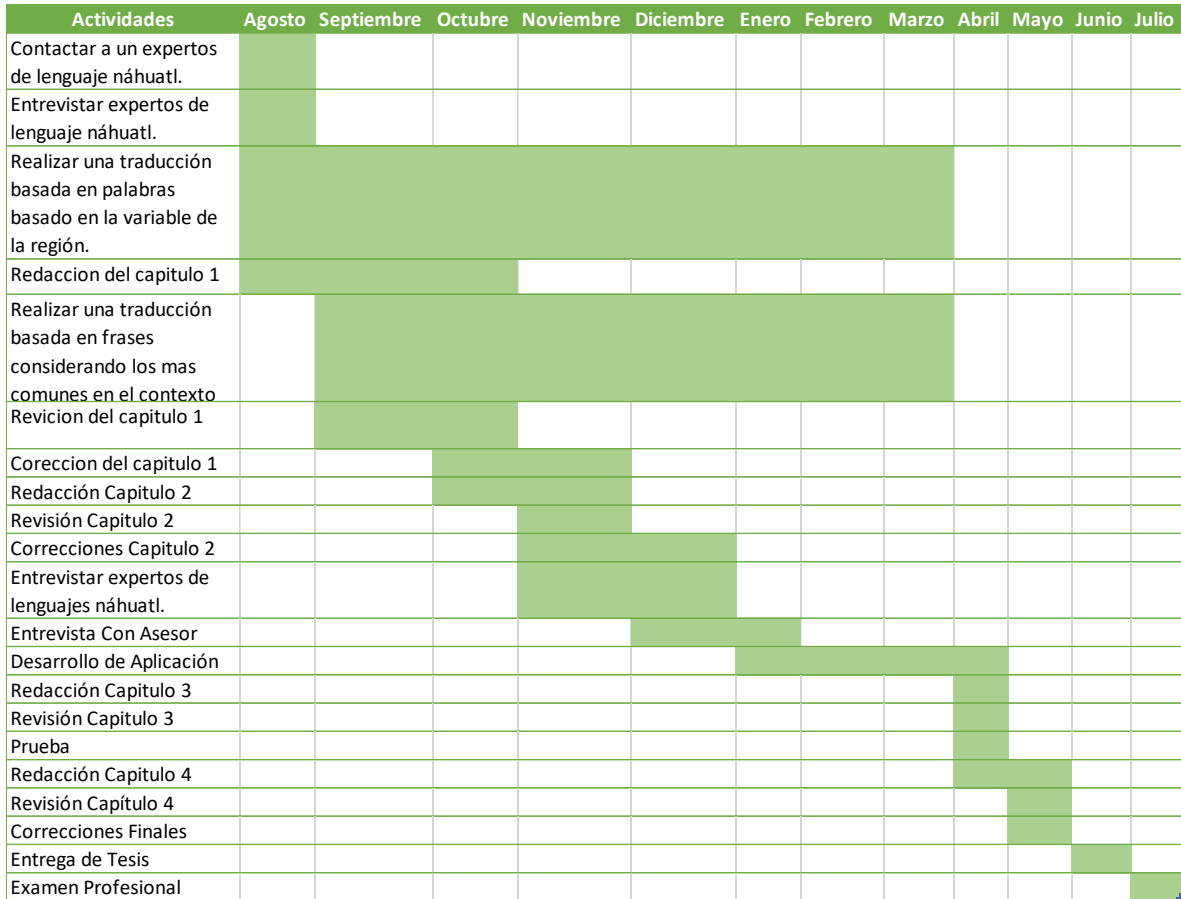 Actividades Agosto Septiembre Octubre Noviembre Diciembre Enero Febrero Marzo Abril Mayo Junio Julio
Contactar a un expertos
de lenguaje náhuatl.
Entrevistar expertos de
lenguaje náhuatl.
Realizar una traducción
basada en palabras
basado en la variable de
la región.
Redaccion del capitulo 1
Realizar una traducción
basada en frases
considerando los mas
comunes en el contexto
Revicion del capitulo 1
Coreccion del capitulo 1
Redacción Capitulo 2
Revisión Capitulo 2
Correcciones Capitulo 2
Entrevistar expertos de
lenguajes náhuatl.
Entrevista Con Asesor
Desarrollo de Aplicación
Redacción Capitulo 3
Revisión Capitulo 3
Prueba
Redacción Capitulo 4
Revisión Capítulo 4
Correcciones Finales
Entrega de Tesis
Examen Profesional